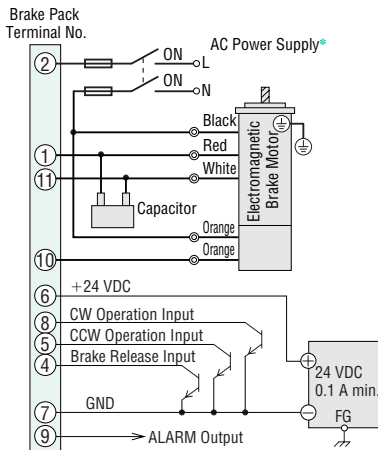 Brake Pack
Terminal No.
AC Power Supply*
2
ON
L
ON
N
Black
1
Red
11
White
Capacitor
Electromagnetic
Brake Motor
Orange
10
Orange
6
+24 VDC
8
CW Operation Input
5
CCW Operation Input
4
Brake Release Input
24 VDC
0.1 A min.
7
GND
FG
9
ALARM Output